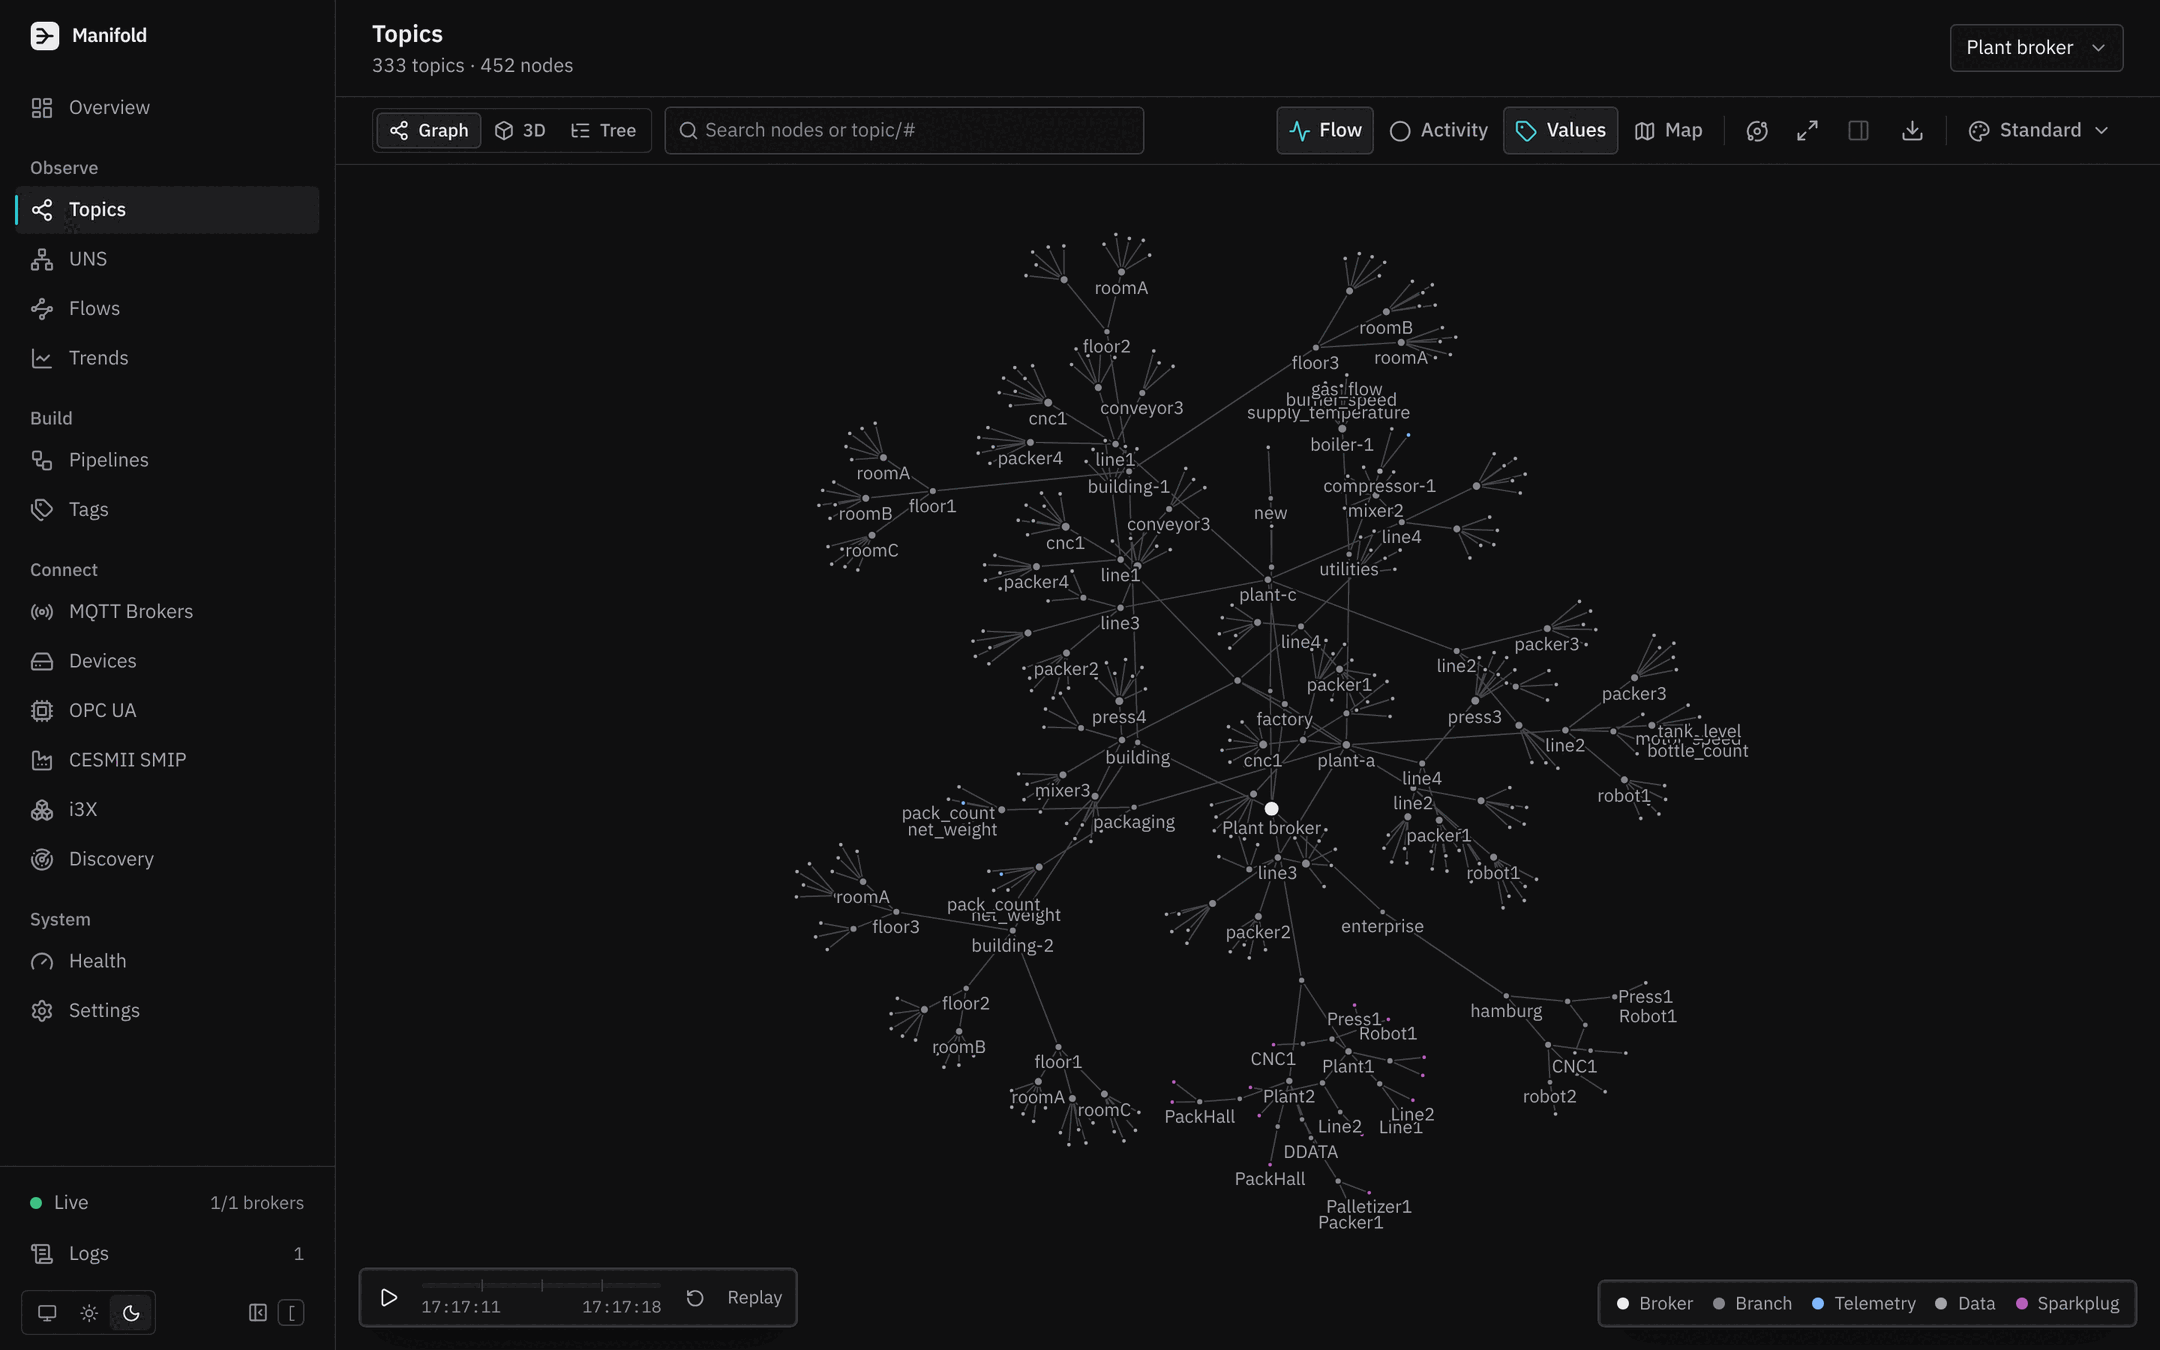 Manifold
Overview
Observe
Topics
UNS
Flows
Trends
Build
Pipelines
Tags
Connect
MQTT Brokers
Devices
OPC UA
CESMII SMIP
i3X
Discovery
System
Health
Settings
Live 1/1 brokers
Logs 1
[
Topics
333 topics · 452 nodes
Plant broker
Graph 3D Tree
Search nodes or topic/#
Flow Activity Values Map
Standard
roomA
roomB
floor2
floor3
roomA
gas_flow
burner_speed
conveyor3
supply_temperature
cnc1
boiler-1
packer4
line1
roomA
building-1
compressor-1
floor1
roomB
new
mixer2
conveyor3
line4
cnc1
roomC
utilities
line1
packer4
plant-c
line3
line4
packer3
line2
packer2
packer1
packer3
press4
factory
press3
tank_level
line2
bottle_count
building
cnc1
plant-a
line4
mixer3
robot1
line2
pack_count
packaging
net_weight
Plant broker
packer1
line3
robot1
roomA
pack_count
net_weight
floor3
enterprise
packer2
building-2
Press1
floor2
hamburg
Robot1
Press1
Robot1
roomB
CNC1
floor1
Plant1
CNC1
roomA
Plant2
robot2
roomC
PackHall
Line2
Line2
Line1
DDATA
PackHall
Palletizer1
Packer1
17:17:11 17:17:18 Replay
Broker Branch Telemetry Data Sparkplug